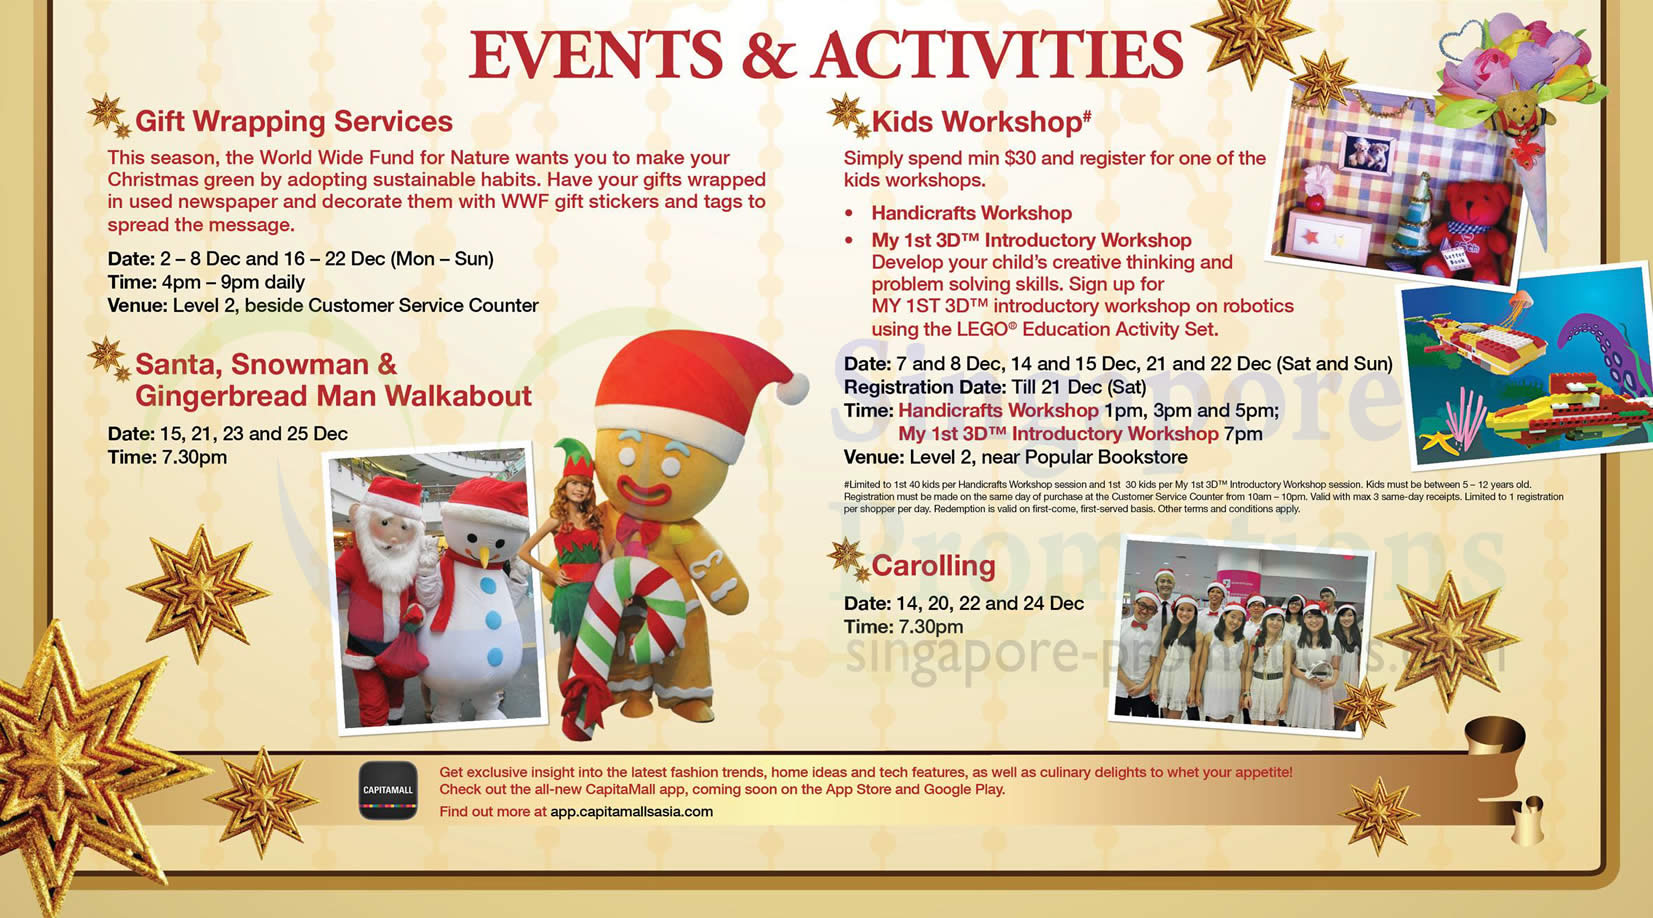 EVENTS & ACTIVITIES
Gift Wrapping Services
This season, the World Wide Fund for Nature wants you to make your
Christmas green by adopting sustainable habits. Have your gifts wrapped
in used newspaper and decorate them with WWF gift stickers and tags to
spread the message.
Date: 2 – 8 Dec and 16 – 22 Dec (Mon – Sun)
Time: 4pm – 9pm daily
Venue: Level 2, beside Customer Service Counter
Santa, Snowman &
Gingerbread Man Walkabout
Date: 15, 21, 23 and 25 Dec
Time: 7.30pm
Kids Workshop#
Simply spend min $30 and register for one of the
kids workshops.
• Handicrafts Workshop
• My 1st 3D™ Introductory Workshop
Develop your child's creative thinking and
problem solving skills. Sign up for
MY 1ST 3D™ introductory workshop on robotics
using the LEGO® Education Activity Set.
Date: 7 and 8 Dec, 14 and 15 Dec, 21 and 22 Dec (Sat and Sun)
Registration Date: Till 21 Dec (Sat)
Time: Handicrafts Workshop 1pm, 3pm and 5pm;
My 1st 3D™ Introductory Workshop 7pm
Venue: Level 2, near Popular Bookstore
#Limited to 1st 40 kids per Handicrafts Workshop session and 1st 30 kids per My 1st 3D™ Introductory Workshop session. Kids must be between 5 – 12 years old.
Registration must be made on the same day of purchase at the Customer Service Counter from 10am – 10pm. Valid with max 3 same-day receipts. Limited to 1 registration
per shopper per day. Redemption is valid on first-come, first-served basis. Other terms and conditions apply.
Carolling
Date: 14, 20, 22 and 24 Dec
Time: 7.30pm
Letter
Book
Singapore
Promotions
singapore-promotions.com
CAPITAMALL
Get exclusive insight into the latest fashion trends, home ideas and tech features, as well as culinary delights to whet your appetite!
Check out the all-new CapitaMall app, coming soon on the App Store and Google Play.
Find out more at app.capitamallsasia.com